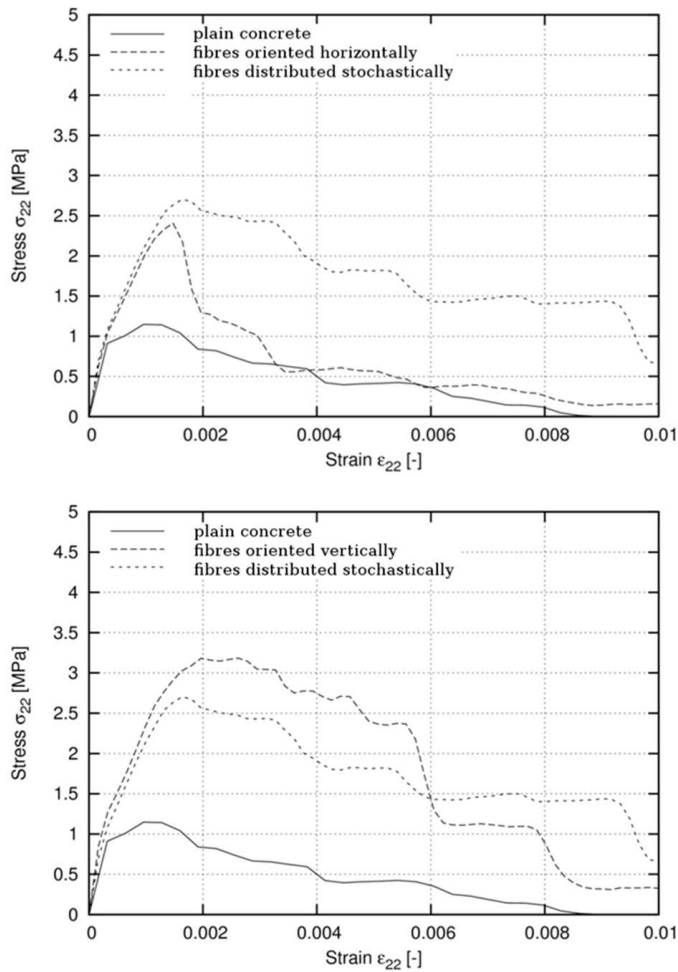 5
4.5
4
3.5
3
2.5
2
1.5
1
0.5
0
plain concrete
fibres oriented horizontally
fibres distributed stochastically
Stress σ22 [MPa]
0 0.002 0.004 0.006 0.008 0.01
Strain ε22 [-]
5
4.5
4
3.5
3
2.5
2
1.5
1
0.5
0
plain concrete
fibres oriented vertically
fibres distributed stochastically
Stress σ22 [MPa]
0 0.002 0.004 0.006 0.008 0.01
Strain ε22 [-]